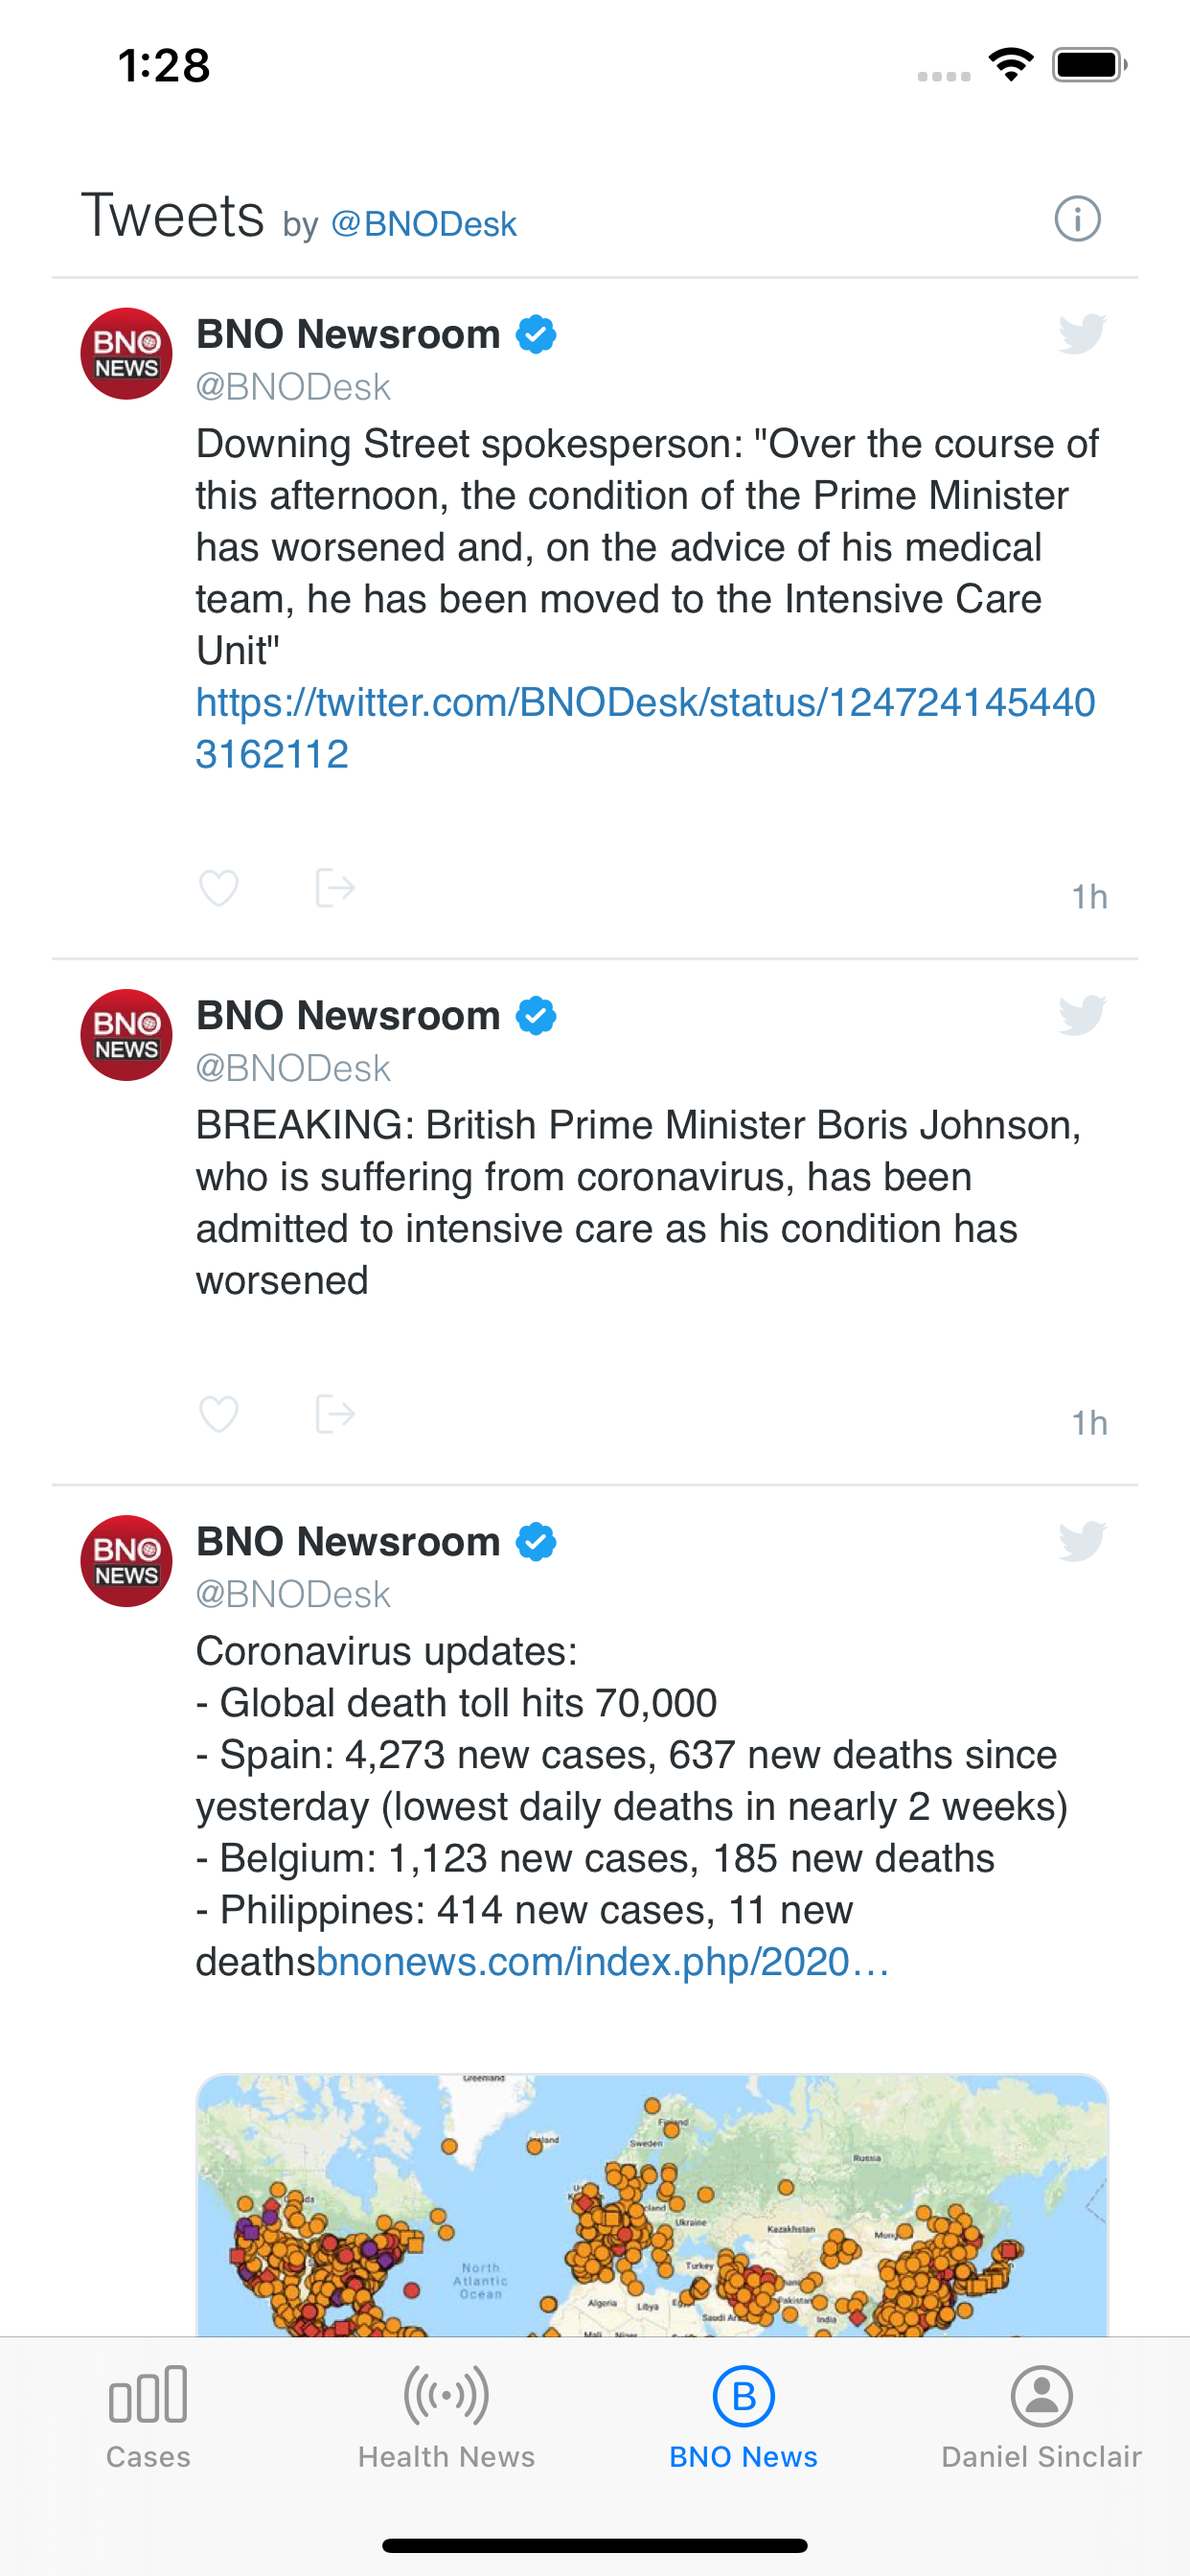 1:28
Tweets by @BNODesk
BNO NEWS
BNO Newsroom
@BNODesk
Downing Street spokesperson: "Over the course of
this afternoon, the condition of the Prime Minister
has worsened and, on the advice of his medical
team, he has been moved to the Intensive Care
Unit"
https://twitter.com/BNODesk/status/124724145440
3162112
1h
BNO NEWS
BNO Newsroom
@BNODesk
BREAKING: British Prime Minister Boris Johnson,
who is suffering from coronavirus, has been
admitted to intensive care as his condition has
worsened
1h
BNO NEWS
BNO Newsroom
@BNODesk
Coronavirus updates:
- Global death toll hits 70,000
- Spain: 4,273 new cases, 637 new deaths since
yesterday (lowest daily deaths in nearly 2 weeks)
- Belgium: 1,123 new cases, 185 new deaths
- Philippines: 414 new cases, 11 new
deathsbnonews.com/index.php/2020…
Greenland
Finland
Sweden
Russia
Ukraine
Kazakhstan
North
Atlantic
Ocean
Turkey
Algeria
Libya
Pakistan
India
Mali
Niger
B
Cases
Health News
BNO News
Daniel Sinclair